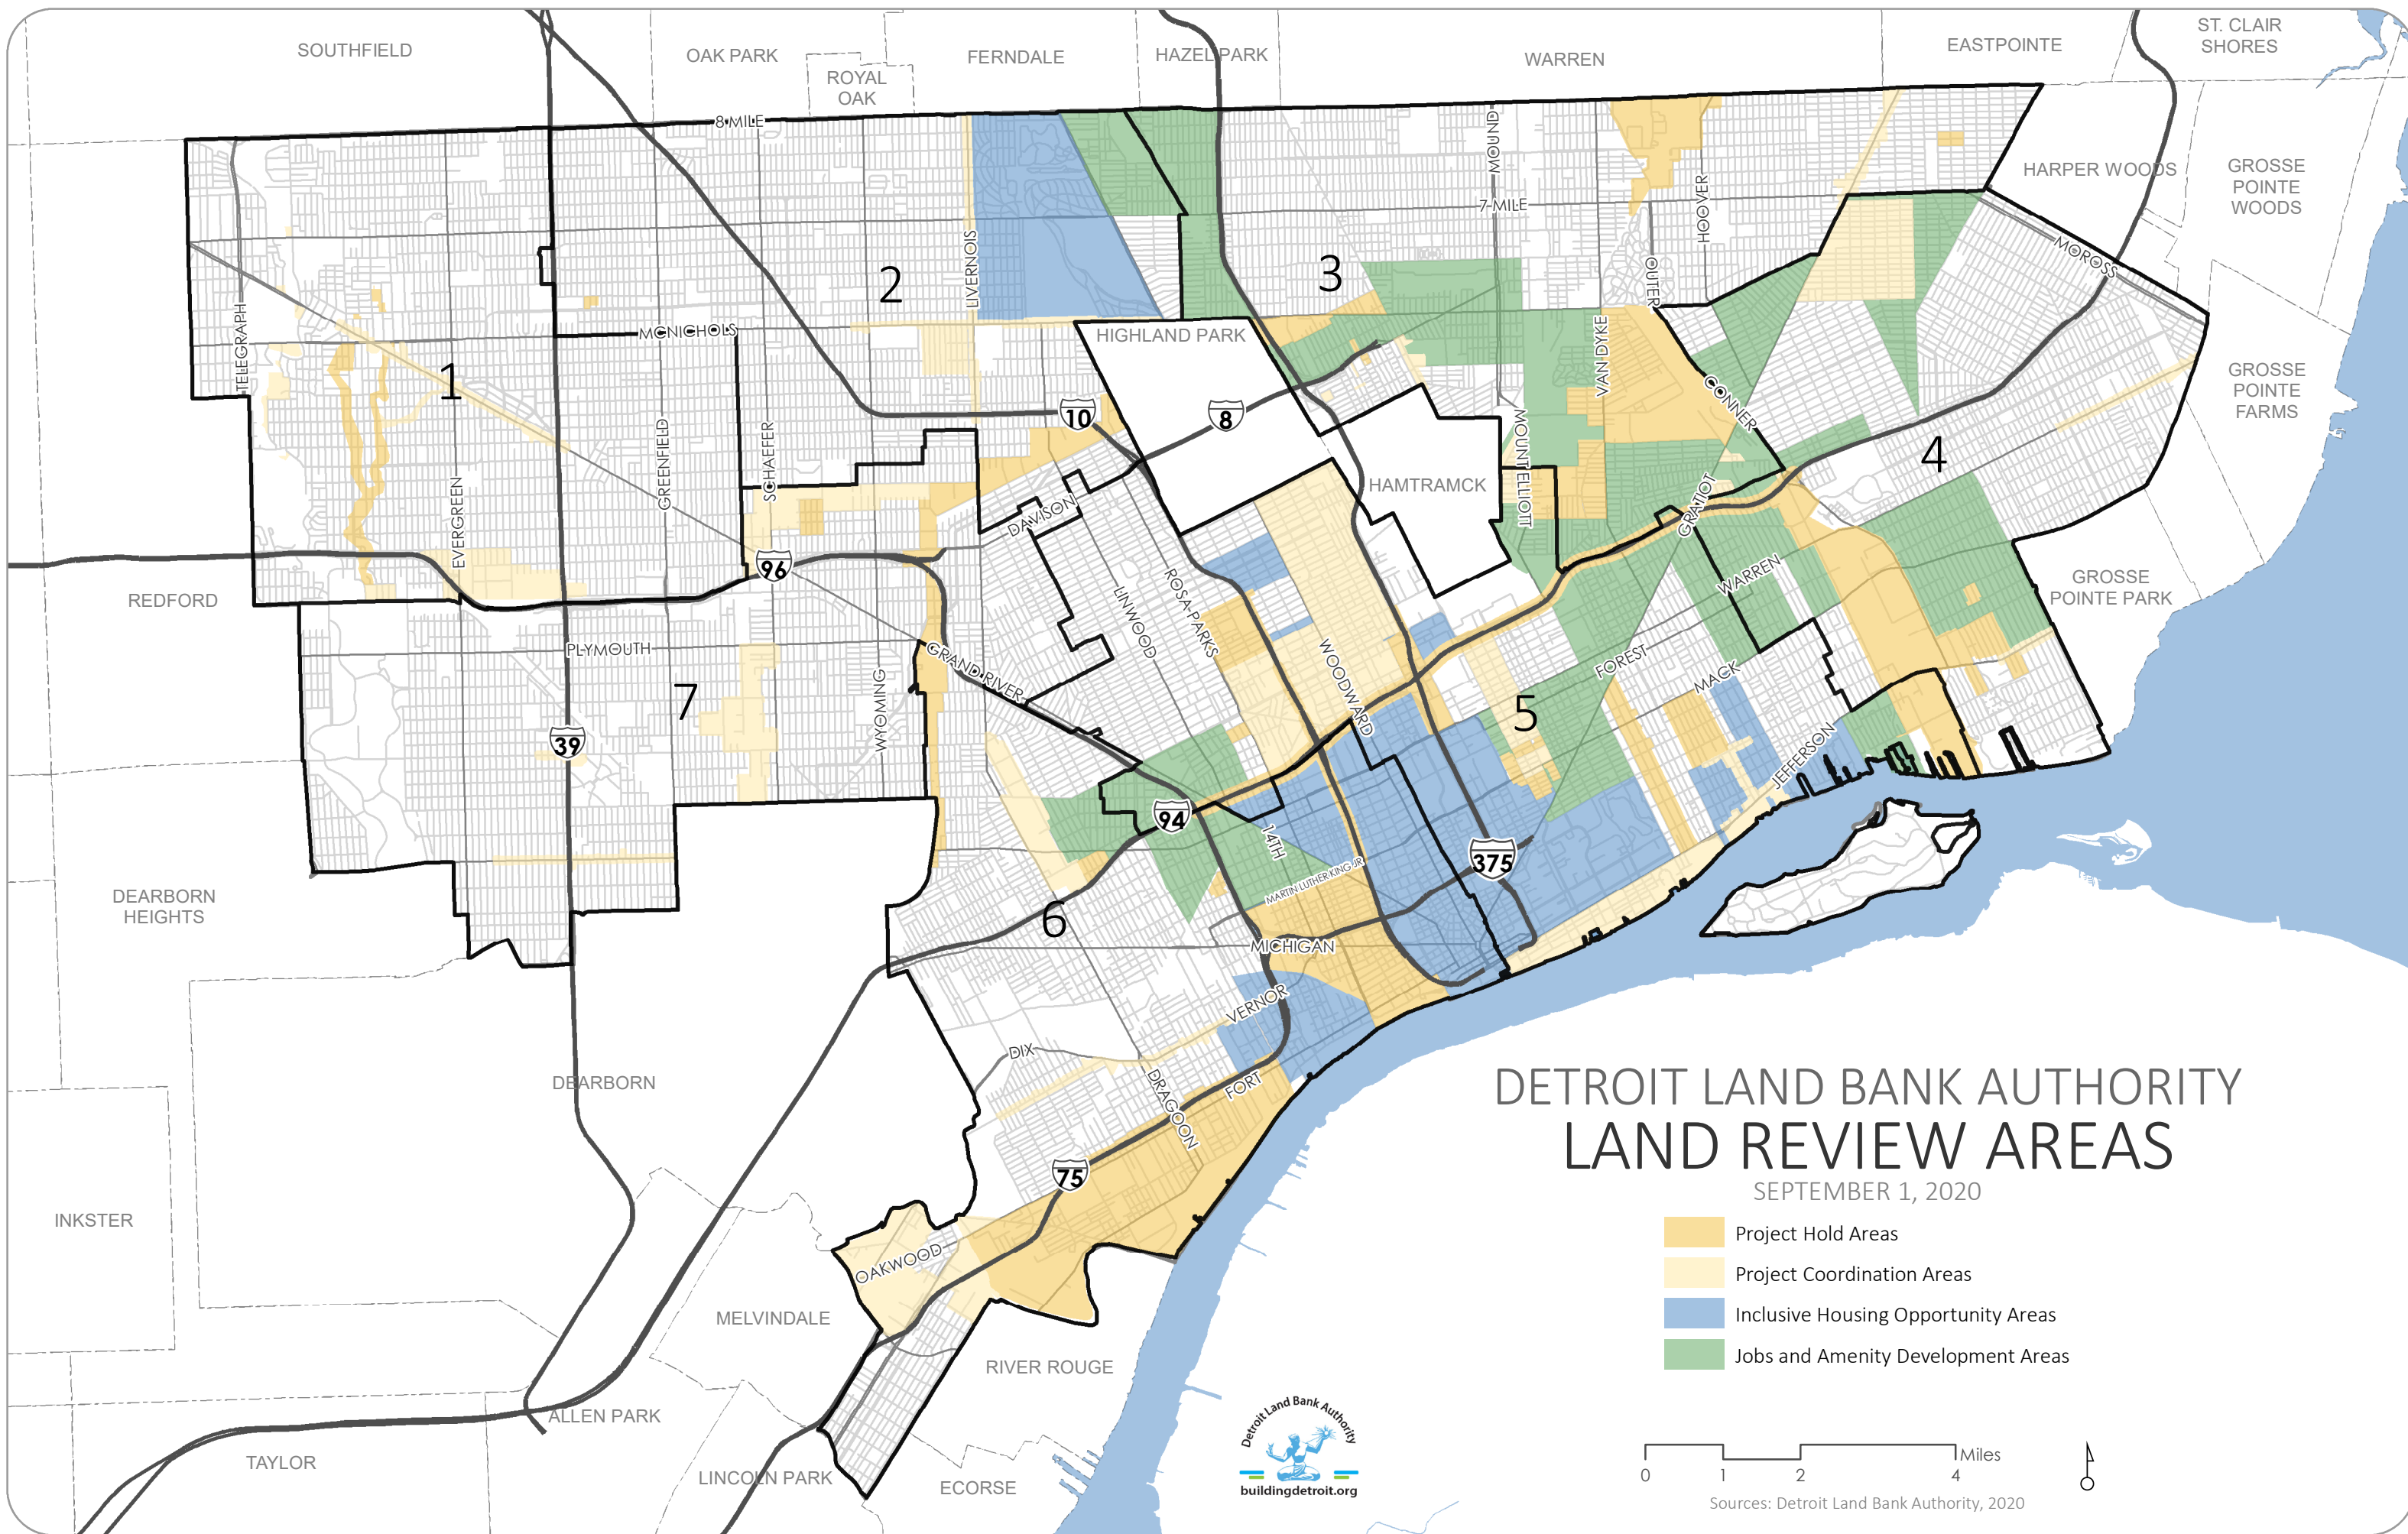 SOUTHFIELD
OAK PARK
ROYAL
OAK
FERNDALE
HAZEL PARK
WARREN
EASTPOINTE
ST. CLAIR
SHORES
8 MILE
MOUND
HARPER WOODS
GROSSE
POINTE
WOODS
7 MILE
HOOVER
LIVERNOIS
2
3
OUTER
MOROSS
TELEGRAPH
MCNICHOLS
HIGHLAND PARK
VAN DYKE
1
GROSSE
POINTE
FARMS
CONNER
10
8
GREENFIELD
SCHAEFER
MOUNT ELLIOTT
4
EVERGREEN
HAMTRAMCK
DAVISON
GRATIOT
96
REDFORD
LINWOOD
ROSA PARKS
WARREN
GROSSE
POINTE PARK
PLYMOUTH
GRAND RIVER
WOODWARD
FOREST
MACK
7
WYOMING
5
39
JEFFERSON
94
14TH
375
MARTIN LUTHER KING JR
DEARBORN
HEIGHTS
6
MICHIGAN
VERNOR
DIX
DEARBORN
DRAGOON
FORT
75
INKSTER
OAKWOOD
MELVINDALE
RIVER ROUGE
ALLEN PARK
TAYLOR
LINCOLN PARK
ECORSE
DETROIT LAND BANK AUTHORITY
LAND REVIEW AREAS
SEPTEMBER 1, 2020
Project Hold Areas
Project Coordination Areas
Inclusive Housing Opportunity Areas
Jobs and Amenity Development Areas
Detroit Land Bank Authority
buildingdetroit.org
Miles
0 1 2 4
Sources: Detroit Land Bank Authority, 2020